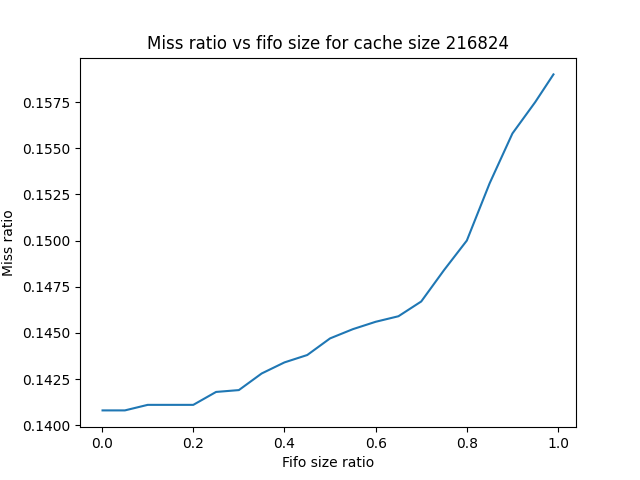 Miss ratio vs fifo size for cache size 216824
0.1575
0.1550
0.1525
0.1500
0.1475
0.1450
0.1425
0.1400
Miss ratio
0.0 0.2 0.4 0.6 0.8 1.0
Fifo size ratio